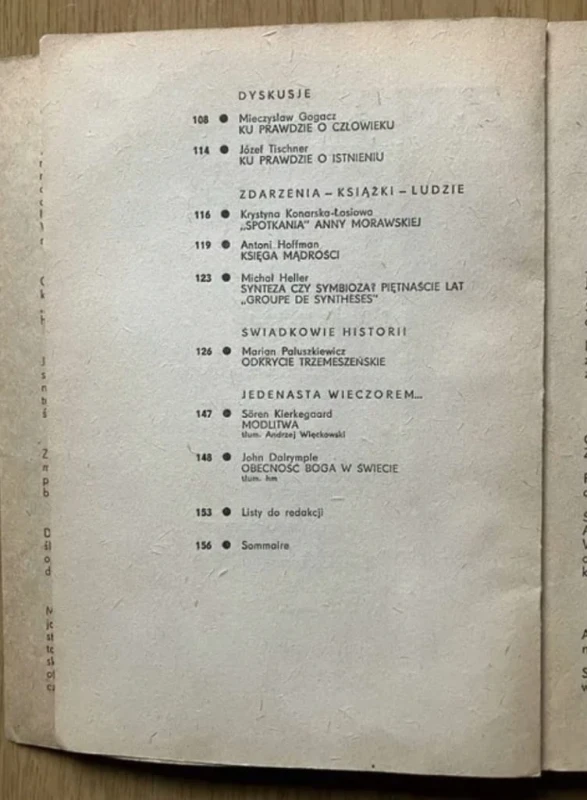 DYSKUSJE
108 ● Mieczysław Gogacz
KU PRAWDZIE O CZŁOWIEKU
114 ● Józef Tischner
KU PRAWDZIE O ISTNIENIU
ZDARZENIA – KSIĄŻKI – LUDZIE
116 ● Krystyna Konarska-Łosiowa
„SPOTKANIA" ANNY MORAWSKIEJ
119 ● Antoni Hoffman
KSIĘGA MĄDROŚCI
123 ● Michał Heller
SYNTEZA CZY SYMBIOZA? PIĘTNAŚCIE LAT
„GROUPE DE SYNTHESES"
ŚWIADKOWIE HISTORII
126 ● Marian Paluszkiewicz
ODKRYCIE TRZEMESZEŃSKIE
JEDENASTA WIECZOREM...
147 ● Sören Kierkegaard
MODLITWA
tłum. Andrzej Więckowski
148 ● John Dalrymple
OBECNOŚĆ BOGA W ŚWIECIE
tłum. hm
153 ● Listy do redakcji
156 ● Sommaire